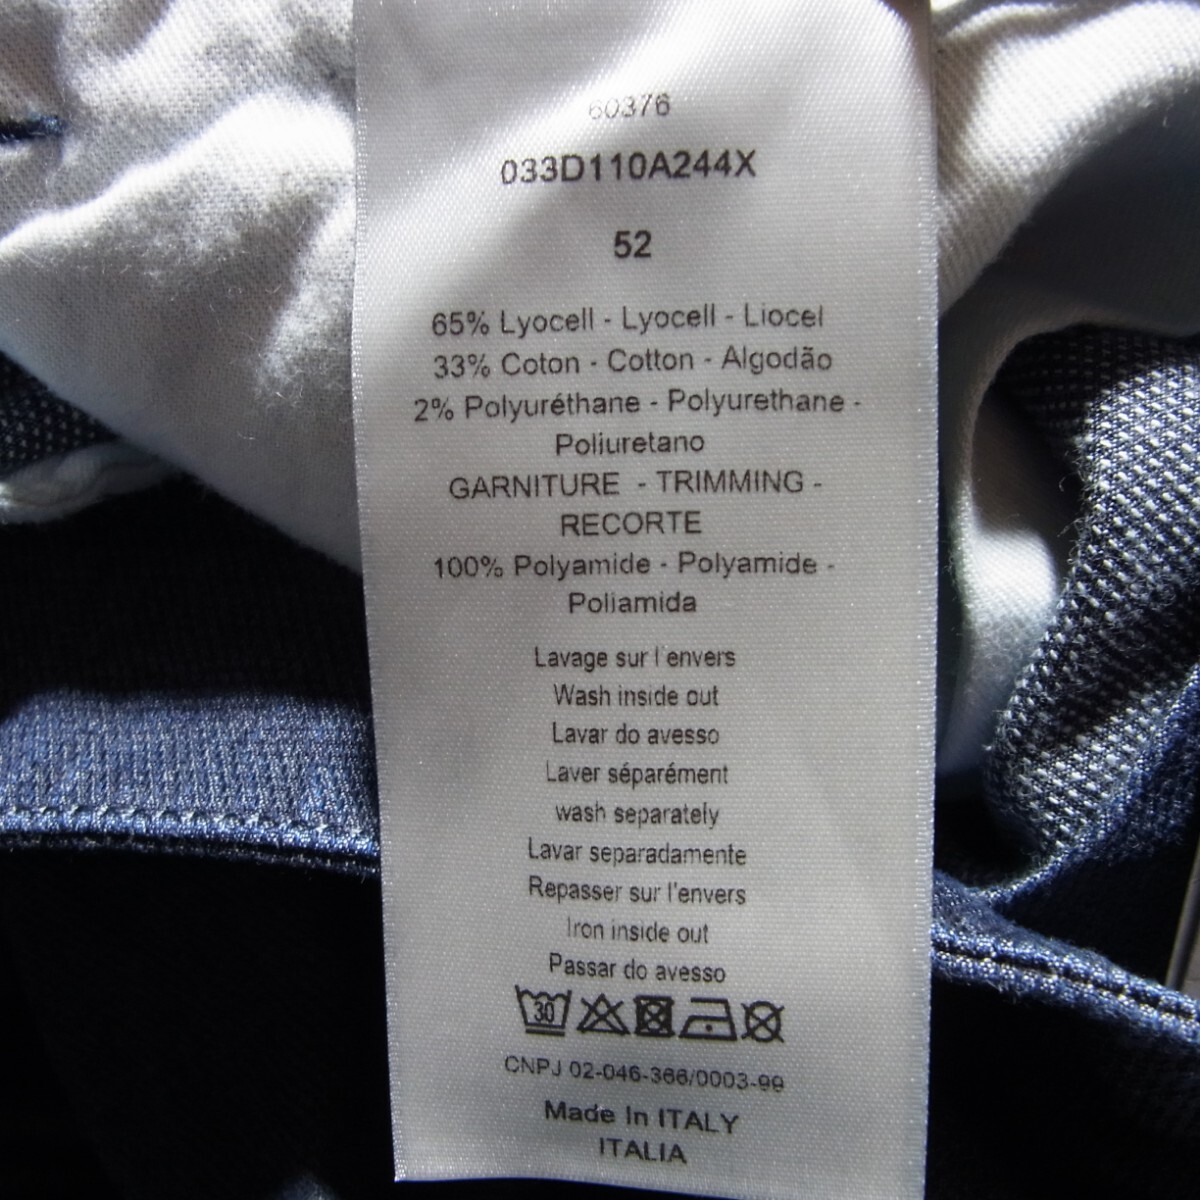 60376
033D110A244X
52
65% Lyocell - Lyocell - Liocel
33% Coton - Cotton - Algodão
2% Polyuréthane - Polyurethane -
Poliuretano
GARNITURE - TRIMMING -
RECORTE
100% Polyamide - Polyamide -
Poliamida
Lavage sur l'envers
Wash inside out
Lavar do avesso
Laver séparément
wash separately
Lavar separadamente
Repasser sur l'envers
Iron inside out
Passar do avesso
30
CNPJ 02-046-366/0003-99
Made In ITALY
ITALIA